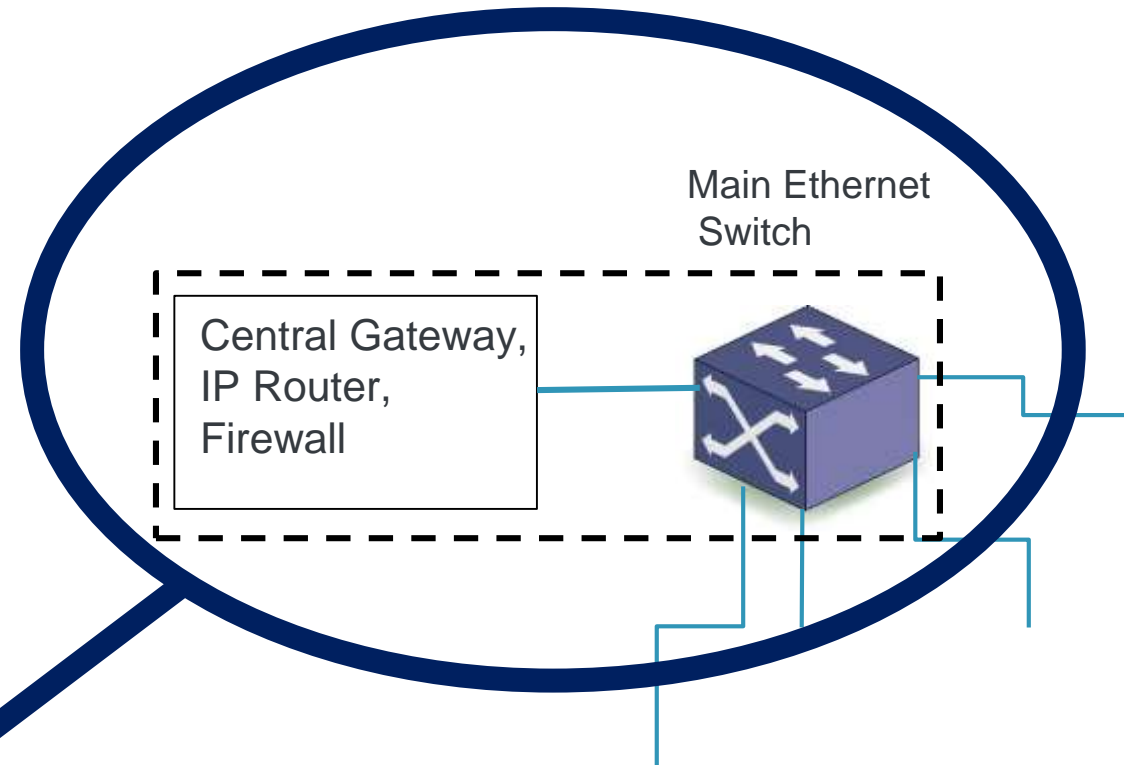 Main Ethernet
Switch
Central Gateway,
IP Router,
Firewall